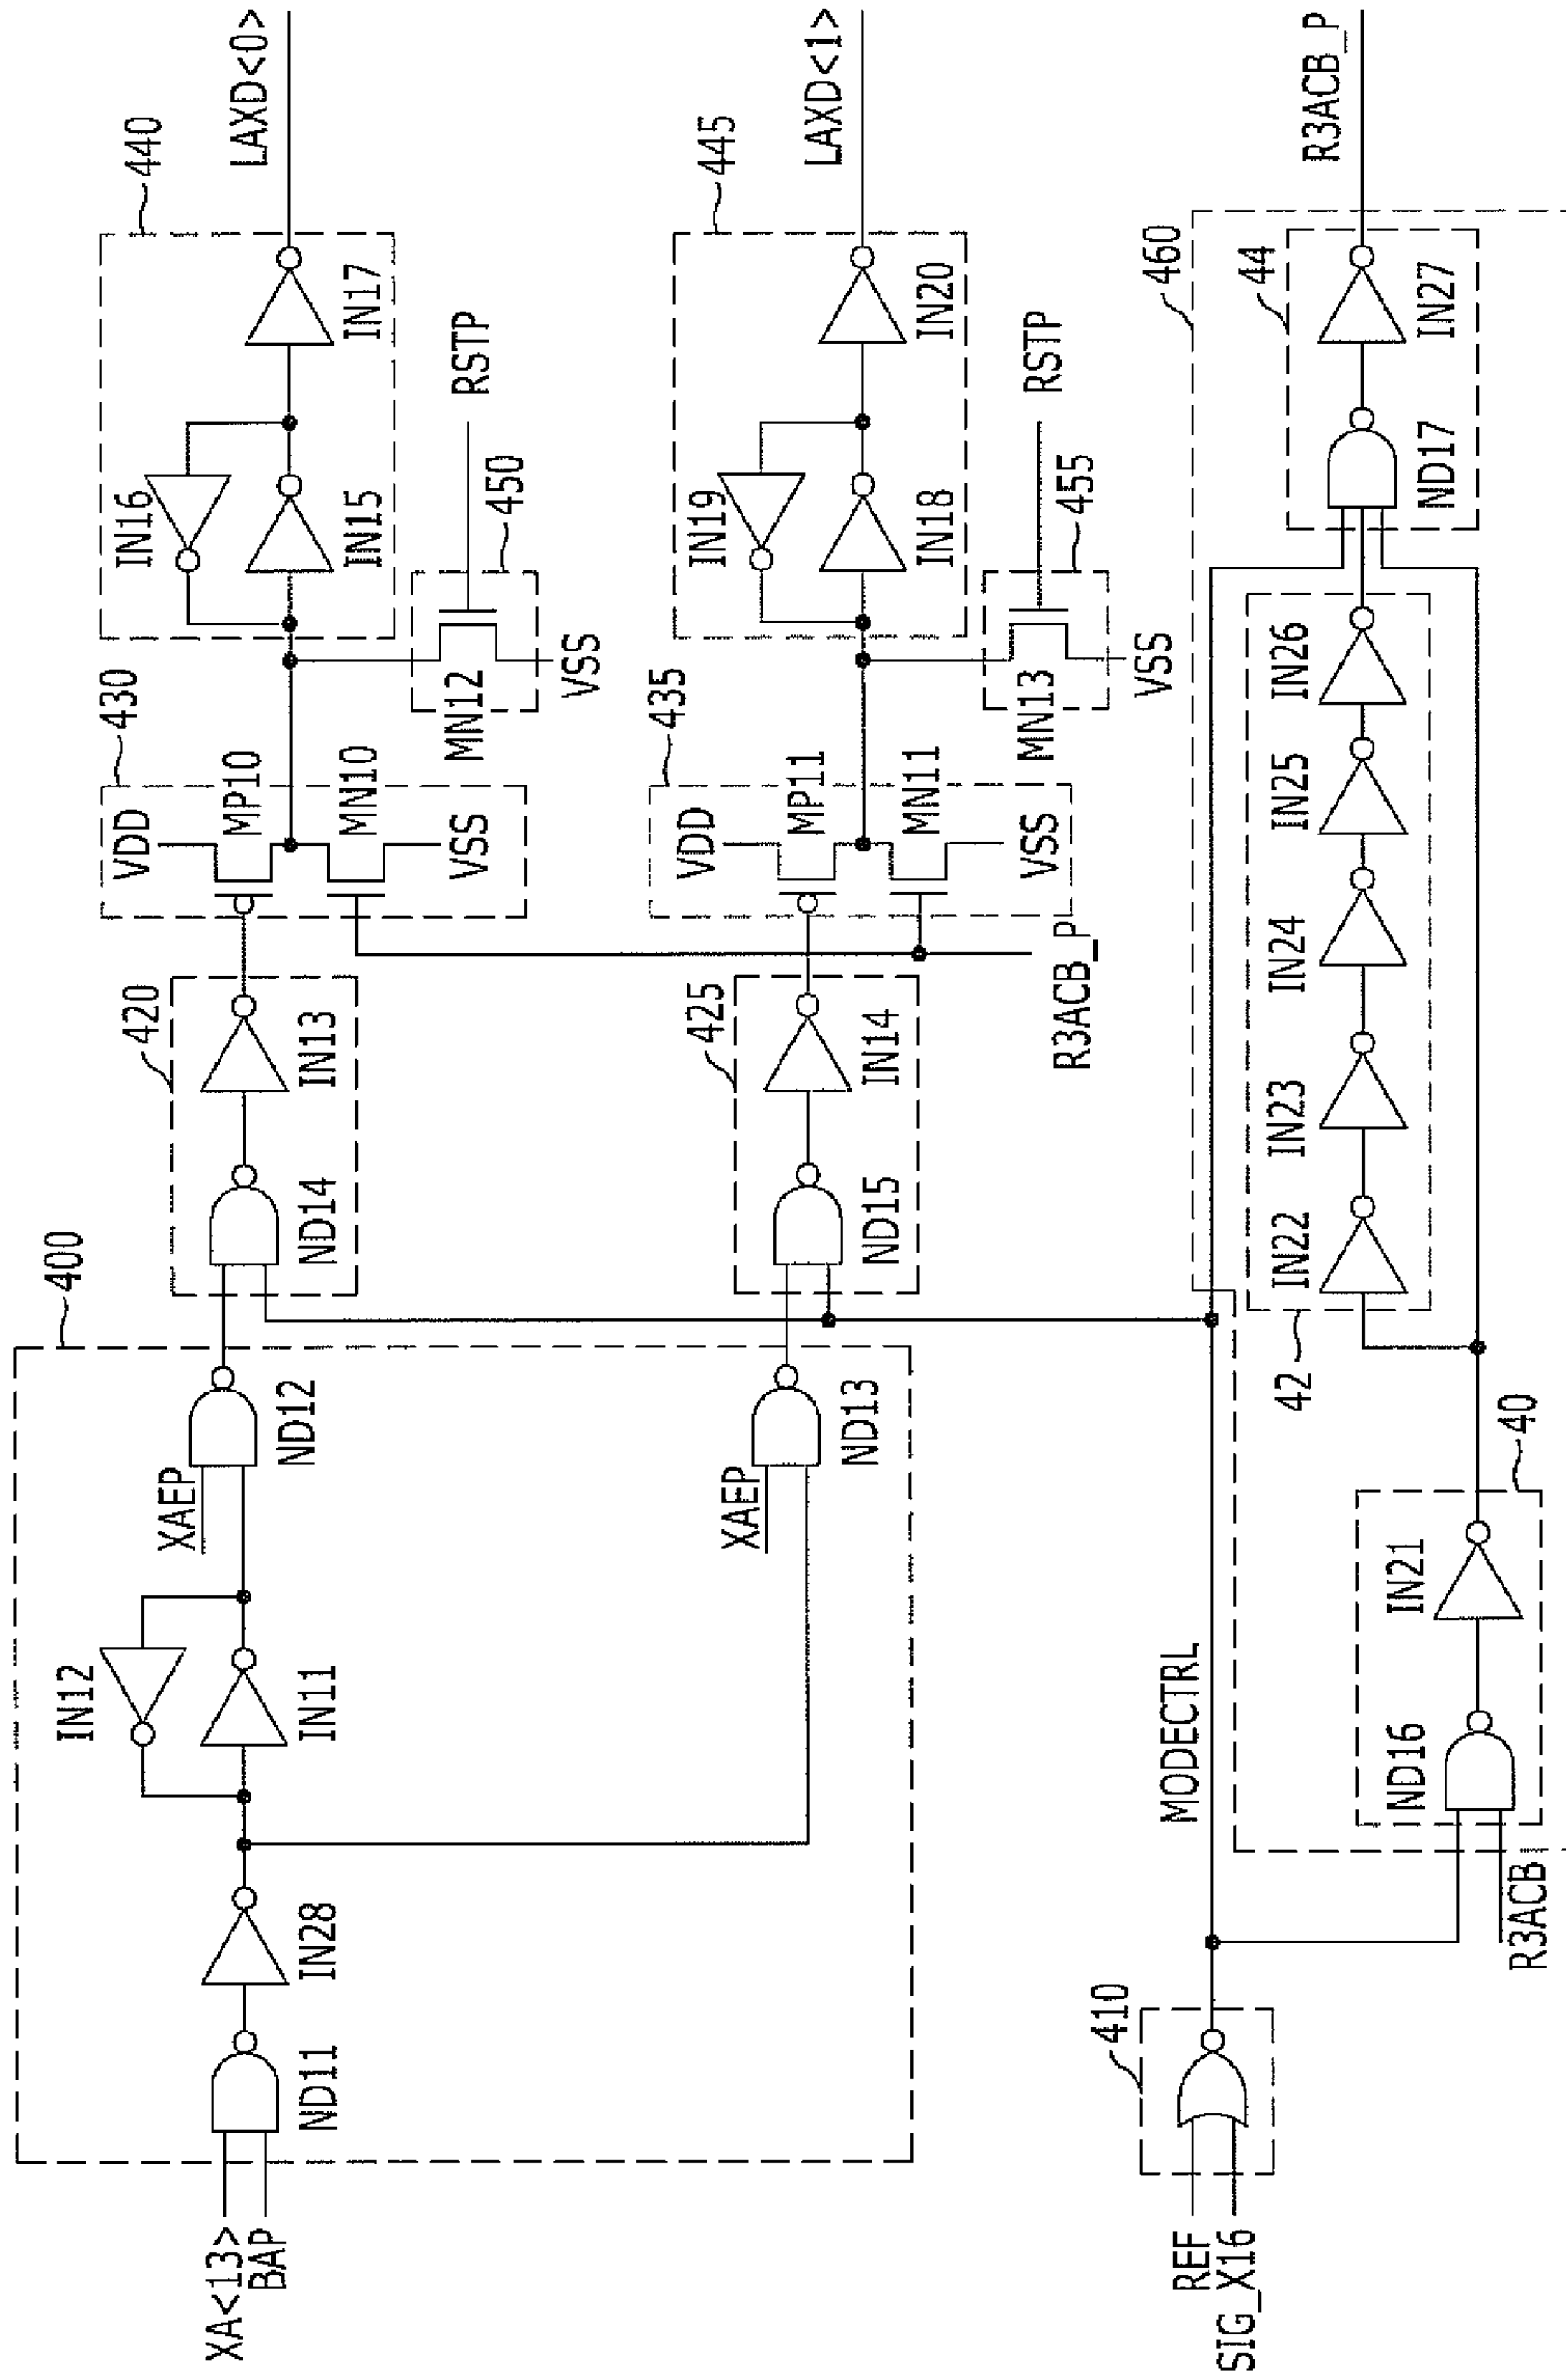 XA<13>
BAP
ND11
IN28
IN12
IN11
XAEP
ND12
XAEP
ND13
400
420
ND14
IN13
425
ND15
IN14
R3ACB_P
430
VDD
MP10
MN10
VSS
435
VDD
MP11
MN11
VSS
440
IN16
IN15
IN17
LAXD<0>
450
MN12
VSS
RSTP
445
IN19
IN18
IN20
LAXD<1>
455
MN13
VSS
RSTP
REF
SIG_X16
410
MODECTRL
R3ACB
ND16
IN21
40
42
IN22
IN23
IN24
IN25
IN26
460
44
ND17
IN27
R3ACB_P